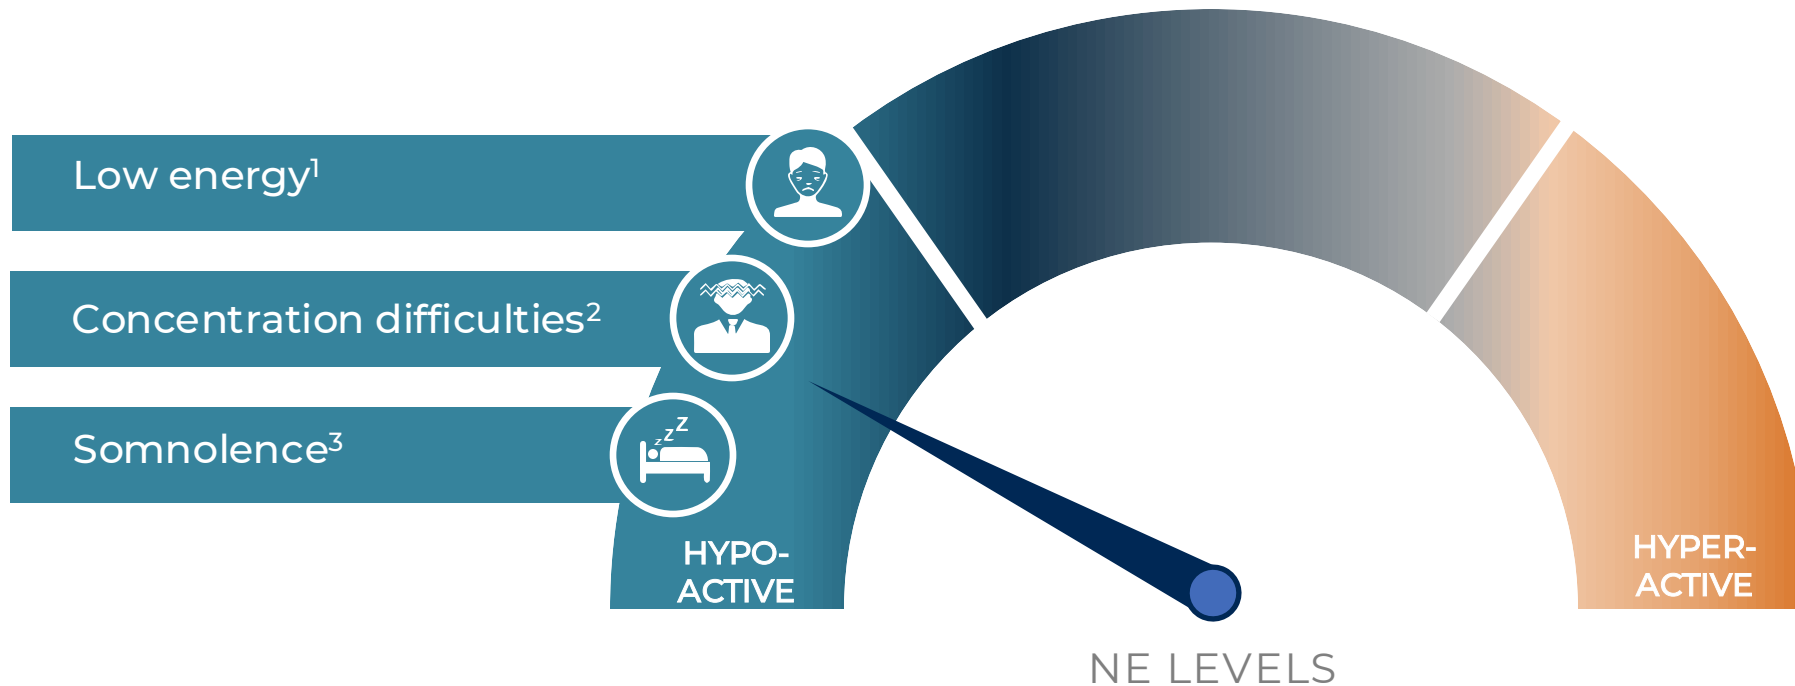 Low energy¹
Concentration difficulties²
Somnolence³
z z z Z
HYPO-
ACTIVE
HYPER-
ACTIVE
NE LEVELS